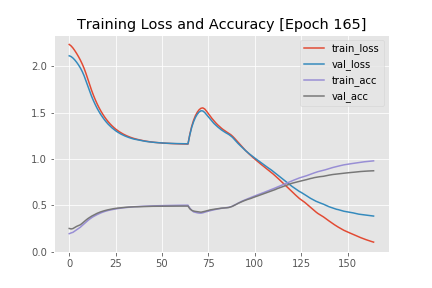 Training Loss and Accuracy [Epoch 165]
train_loss
val_loss
train_acc
val_acc
2.0
1.5
1.0
0.5
0.0
0 25 50 75 100 125 150